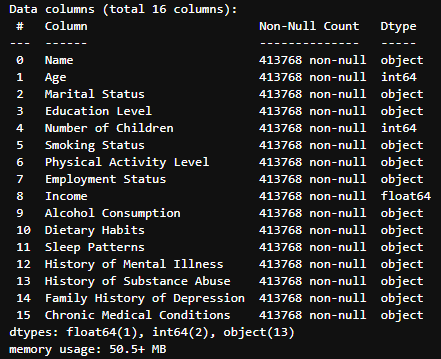 Data columns (total 16 columns):
 #   Column                        Non-Null Count   Dtype
---  ------                        --------------   -----
 0   Name                          413768 non-null  object
 1   Age                           413768 non-null  int64
 2   Marital Status                413768 non-null  object
 3   Education Level               413768 non-null  object
 4   Number of Children            413768 non-null  int64
 5   Smoking Status                413768 non-null  object
 6   Physical Activity Level       413768 non-null  object
 7   Employment Status             413768 non-null  object
 8   Income                        413768 non-null  float64
 9   Alcohol Consumption           413768 non-null  object
 10  Dietary Habits                413768 non-null  object
 11  Sleep Patterns                413768 non-null  object
 12  History of Mental Illness     413768 non-null  object
 13  History of Substance Abuse    413768 non-null  object
 14  Family History of Depression  413768 non-null  object
 15  Chronic Medical Conditions    413768 non-null  object
dtypes: float64(1), int64(2), object(13)
memory usage: 50.5+ MB